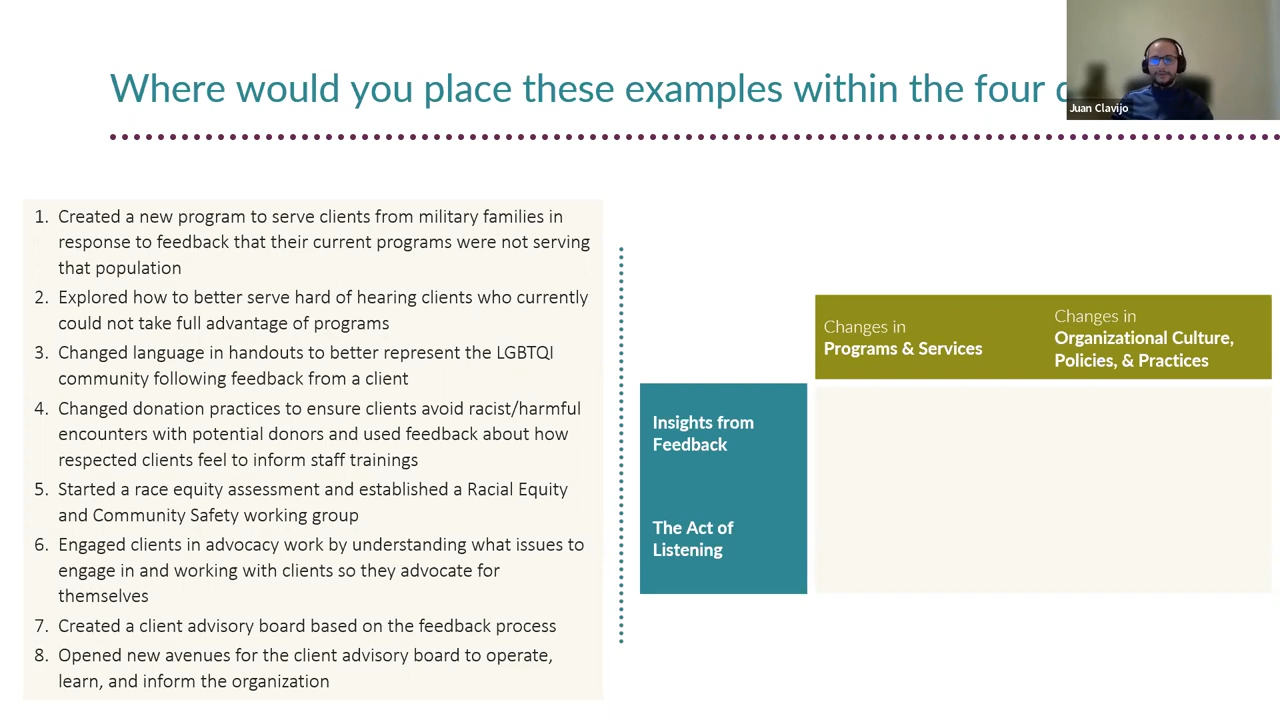 Where would you place these examples within the four
Juan Clavijo
1. Created a new program to serve clients from military families in
response to feedback that their current programs were not serving
that population
2. Explored how to better serve hard of hearing clients who currently
could not take full advantage of programs
3. Changed language in handouts to better represent the LGBTQI
community following feedback from a client
4. Changed donation practices to ensure clients avoid racist/harmful
encounters with potential donors and used feedback about how
respected clients feel to inform staff trainings
5. Started a race equity assessment and established a Racial Equity
and Community Safety working group
6. Engaged clients in advocacy work by understanding what issues to
engage in and working with clients so they advocate for
themselves
7. Created a client advisory board based on the feedback process
8. Opened new avenues for the client advisory board to operate,
learn, and inform the organization
Changes in
Programs & Services
Changes in
Organizational Culture,
Policies, & Practices
Insights from
Feedback
The Act of
Listening